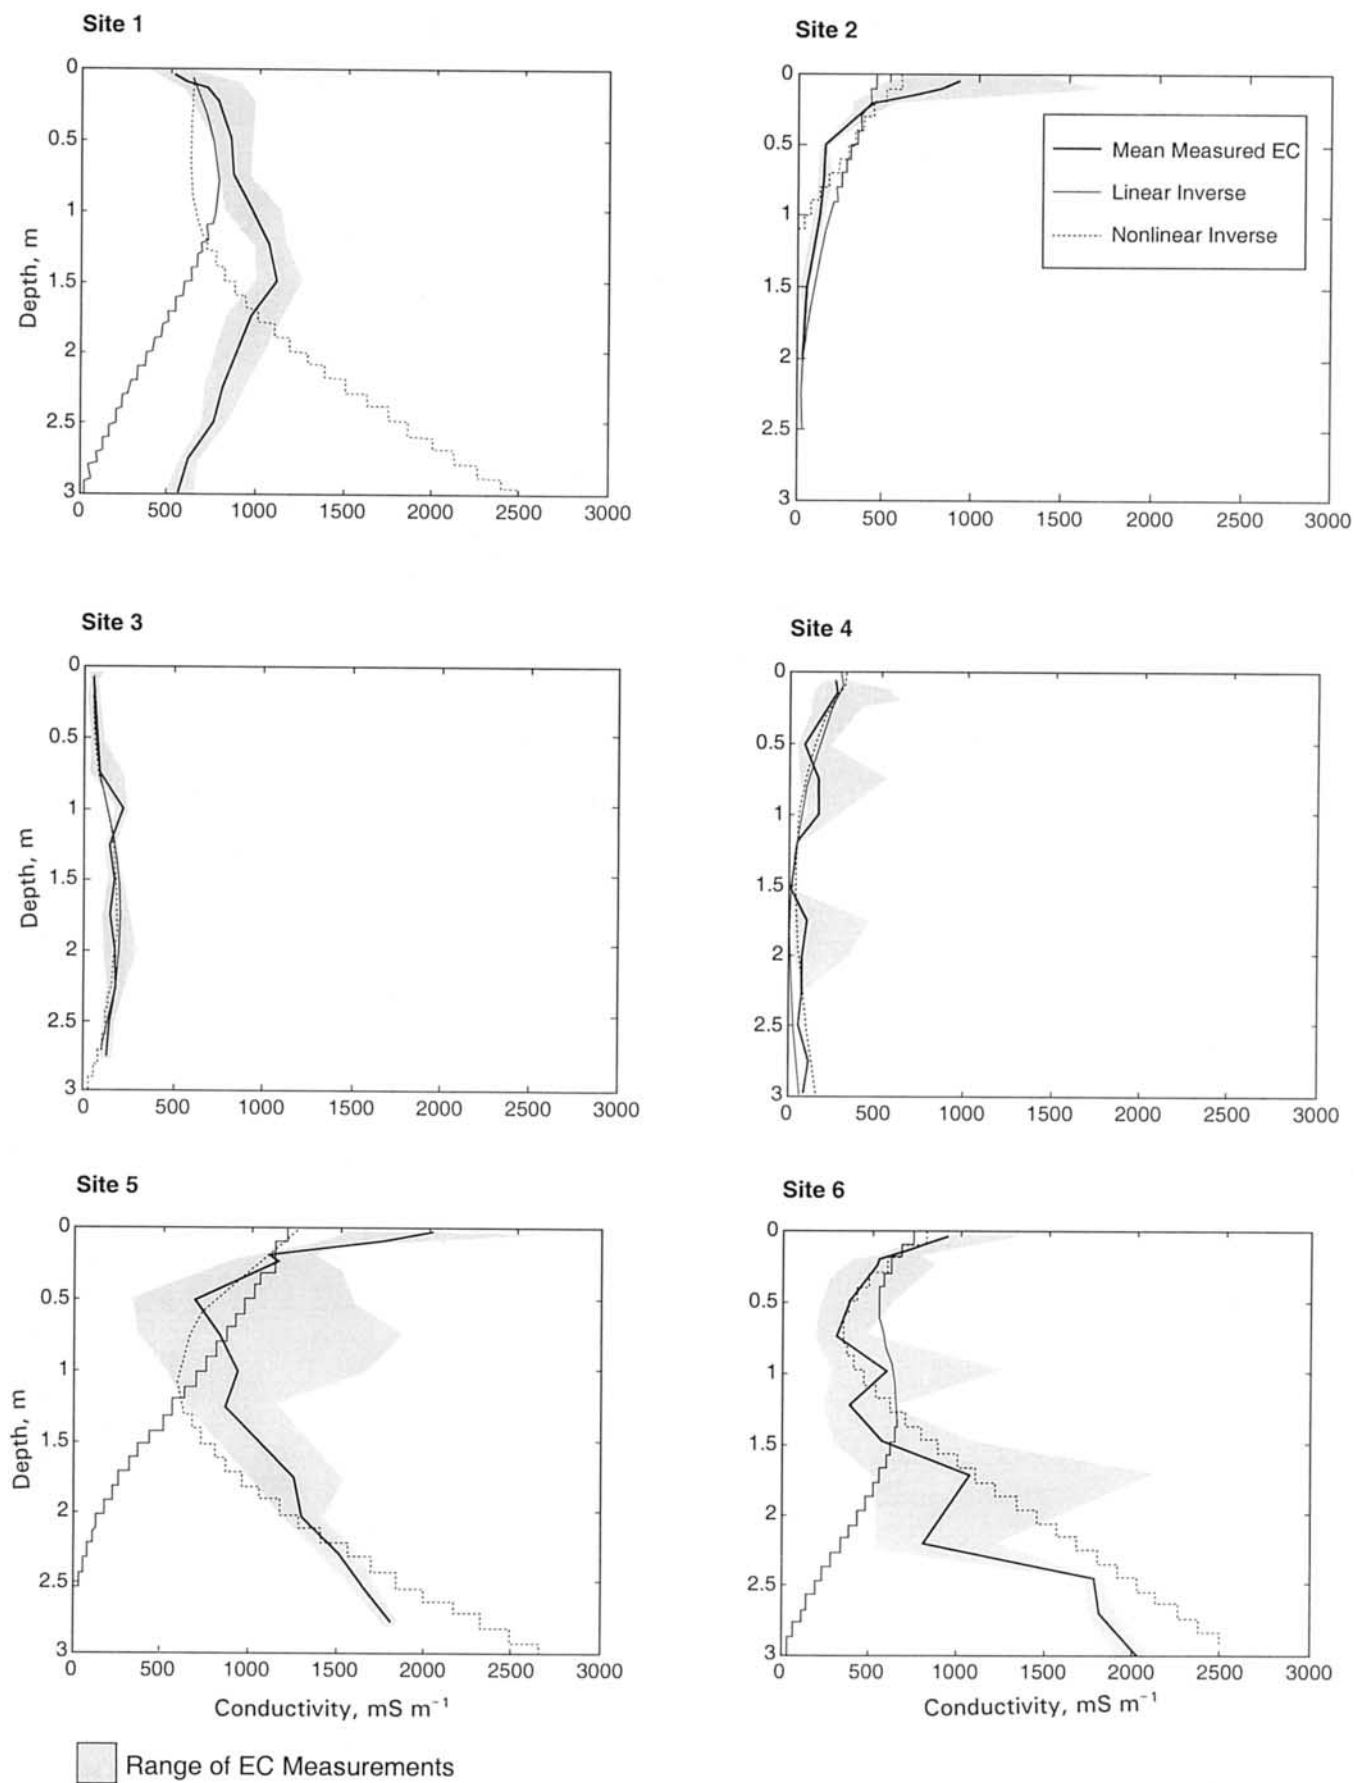 Site 1
0
0.5
1
1.5
2
2.5
3
Depth, m
0 500 1000 1500 2000 2500 3000
Site 2
0
0.5
1
1.5
2
2.5
3
Mean Measured EC
Linear Inverse
Nonlinear Inverse
0 500 1000 1500 2000 2500 3000
Site 3
0
0.5
1
1.5
2
2.5
3
Depth, m
0 500 1000 1500 2000 2500 3000
Site 4
0
0.5
1
1.5
2
2.5
3
Depth, m
0 500 1000 1500 2000 2500 3000
Site 5
0
0.5
1
1.5
2
2.5
3
Depth, m
0 500 1000 1500 2000 2500 3000
Conductivity, mS m⁻¹
Site 6
0
0.5
1
1.5
2
2.5
3
0 500 1000 1500 2000 2500 3000
Conductivity, mS m⁻¹
Range of EC Measurements